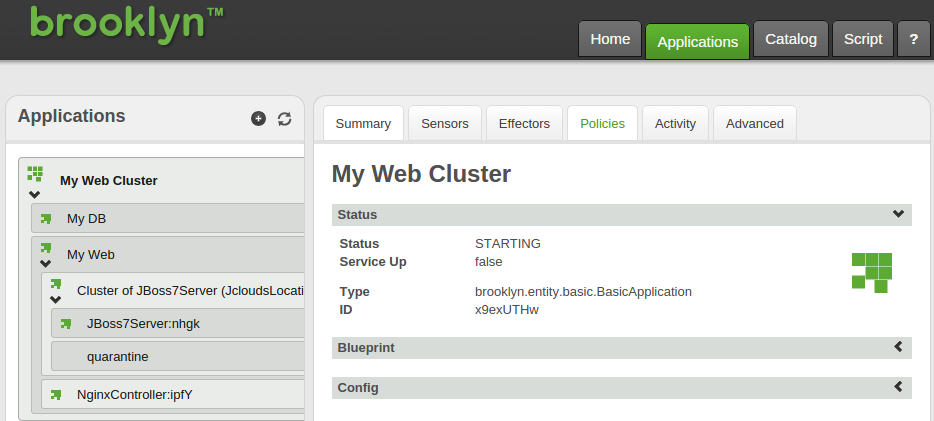 brooklyn™
Home Applications Catalog Script ?
Applications
My Web Cluster
My DB
My Web
Cluster of JBoss7Server (JcloudsLocati
JBoss7Server:nhgk
quarantine
NginxController:ipfY
Summary Sensors Effectors Policies Activity Advanced
My Web Cluster
Status
Status STARTING
Service Up false
Type brooklyn.entity.basic.BasicApplication
ID x9exUTHw
Blueprint
Config